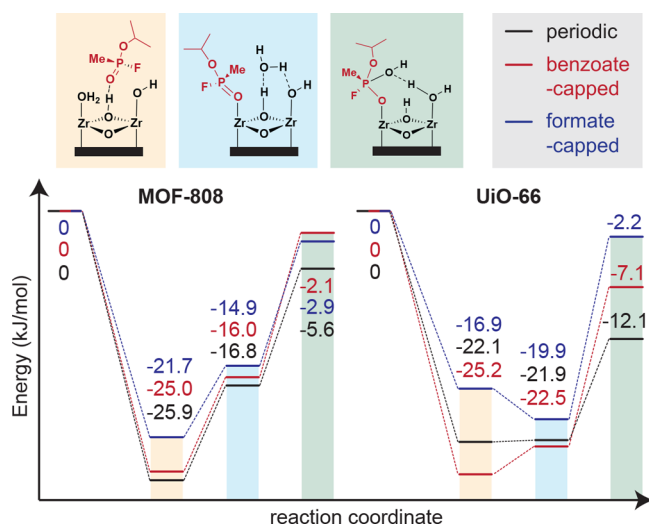 Me
P
O
F
O
OH2
H
H
O
O
O
Zr
Zr
O
Me
F
P
O
H
O
H
H
H
O
O
O
Zr
Zr
O
Me
F
P
OH
O
H
H
O
O
O
Zr
Zr
periodic
benzoate
-capped
formate
-capped
MOF-808
UiO-66
0
0
0
-21.7
-25.0
-25.9
-14.9
-16.0
-16.8
-2.1
-2.9
-5.6
0
0
0
-16.9
-22.1
-25.2
-19.9
-21.9
-22.5
-2.2
-7.1
-12.1
Energy (kJ/mol)
reaction coordinate